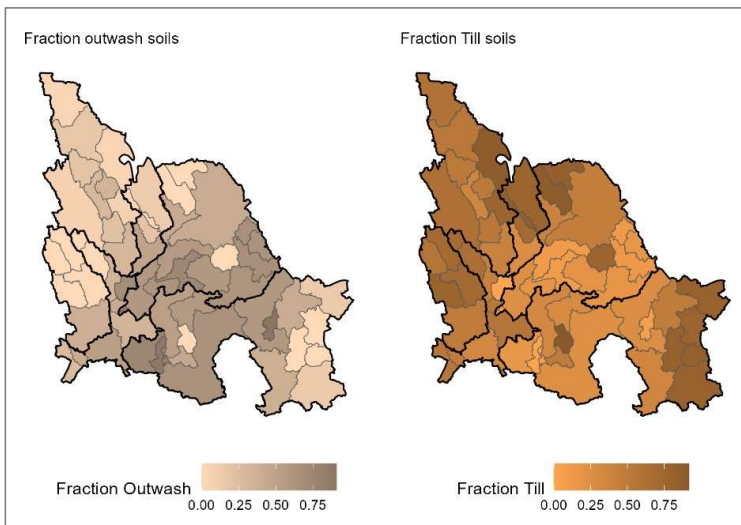 Fraction outwash soils
Fraction Till soils
Fraction Outwash
0.00 0.25 0.50 0.75
Fraction Till
0.00 0.25 0.50 0.75